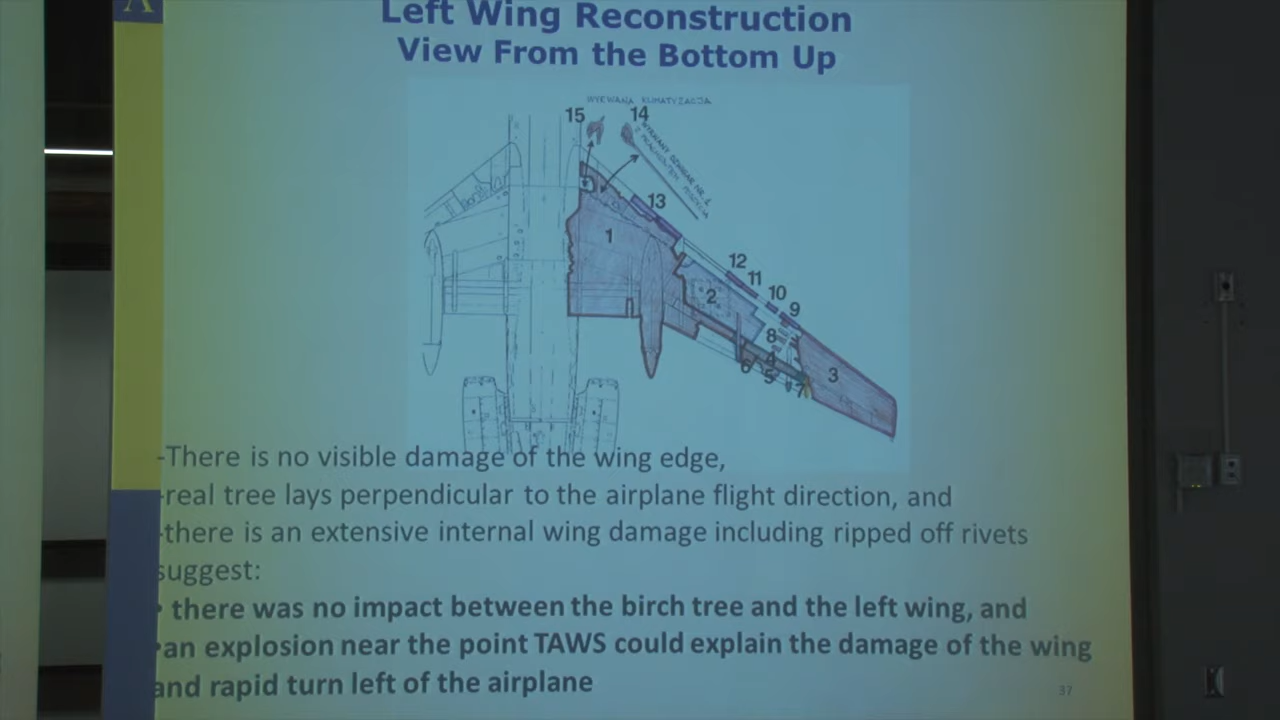 Left Wing Reconstruction
View From the Bottom Up
WYRWANA KLIMATYZACJA
15 14
13
1
12
11
2
10
9
8
4
6
5
7
3
-There is no visible damage of the wing edge,
-real tree lays perpendicular to the airplane flight direction, and
-there is an extensive internal wing damage including ripped off rivets
suggest:
• there was no impact between the birch tree and the left wing, and
•an explosion near the point TAWS could explain the damage of the wing
and rapid turn left of the airplane
37